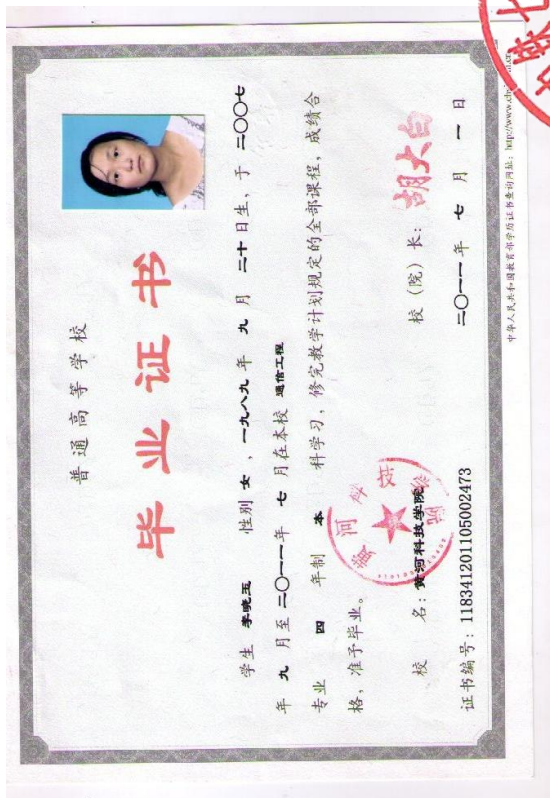 普通高等学校
毕业证书
学生 李晓玉 性别 女，一九八九年 九 月 二十 日生，于 二〇〇七
年 九 月至 二〇一一年 七 月在本校 通信工程
专业 四 年制 本 科学习，修完教学计划规定的全部课程，成绩合
格，准予毕业。
校 名：黄河科技学院 校（院）长：胡大白
证书编号：118341201105002473 二〇一一年 七 月 一 日
中华人民共和国教育部学历证书查询网址：http://www.ch
黄河科技学院